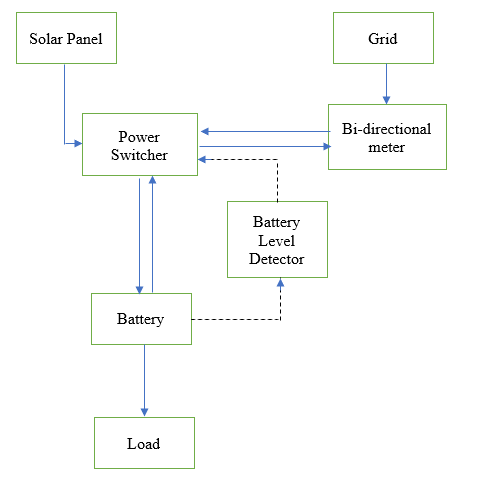 Solar Panel
Grid
Power
Switcher
Bi-directional
meter
Battery
Level
Detector
Battery
Load